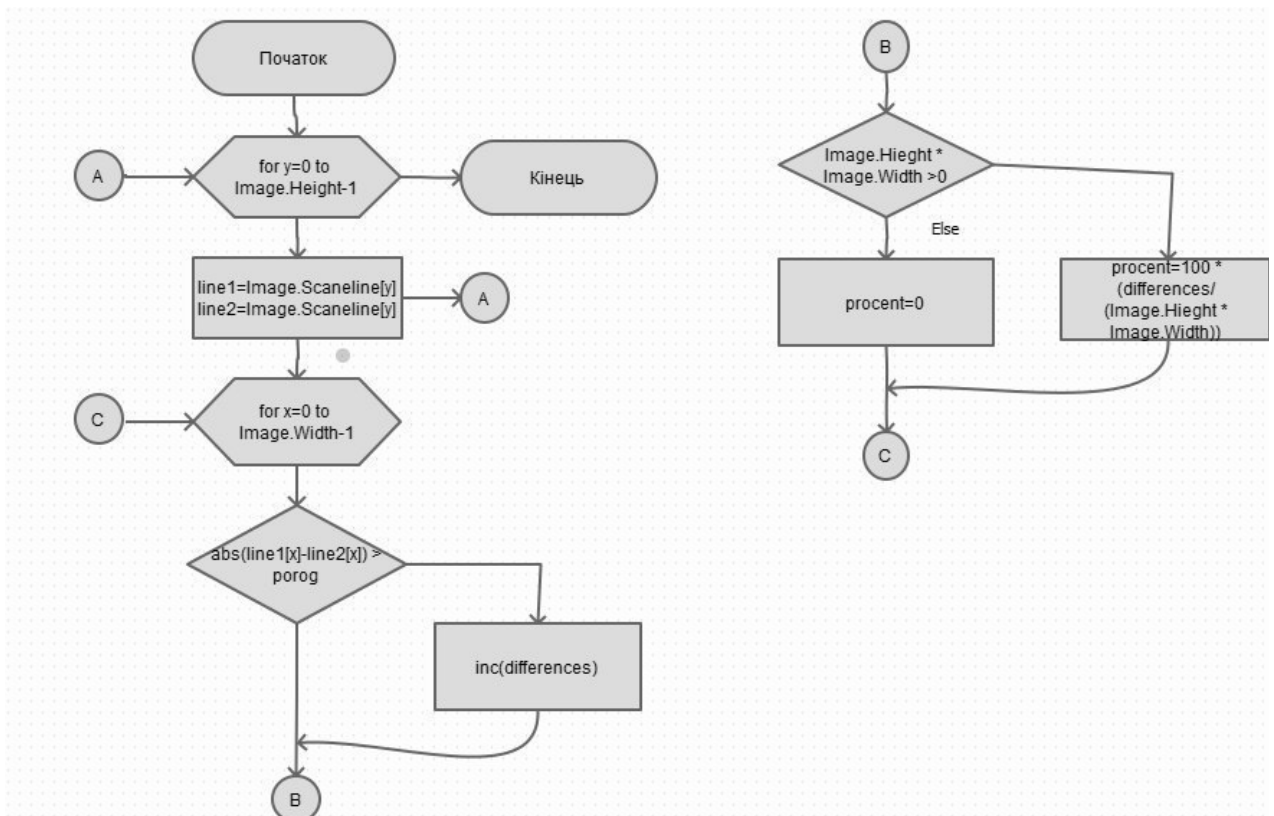 Початок
A
for y=0 to
Image.Height-1
Кінець
line1=Image.Scaneline[y]
line2=Image.Scaneline[y]
A
C
for x=0 to
Image.Width-1
abs(line1[x]-line2[x]) >
porog
inc(differences)
B
B
Image.Hieght *
Image.Width >0
Else
procent=0
procent=100 *
(differences/
(Image.Hieght *
Image.Width))
C